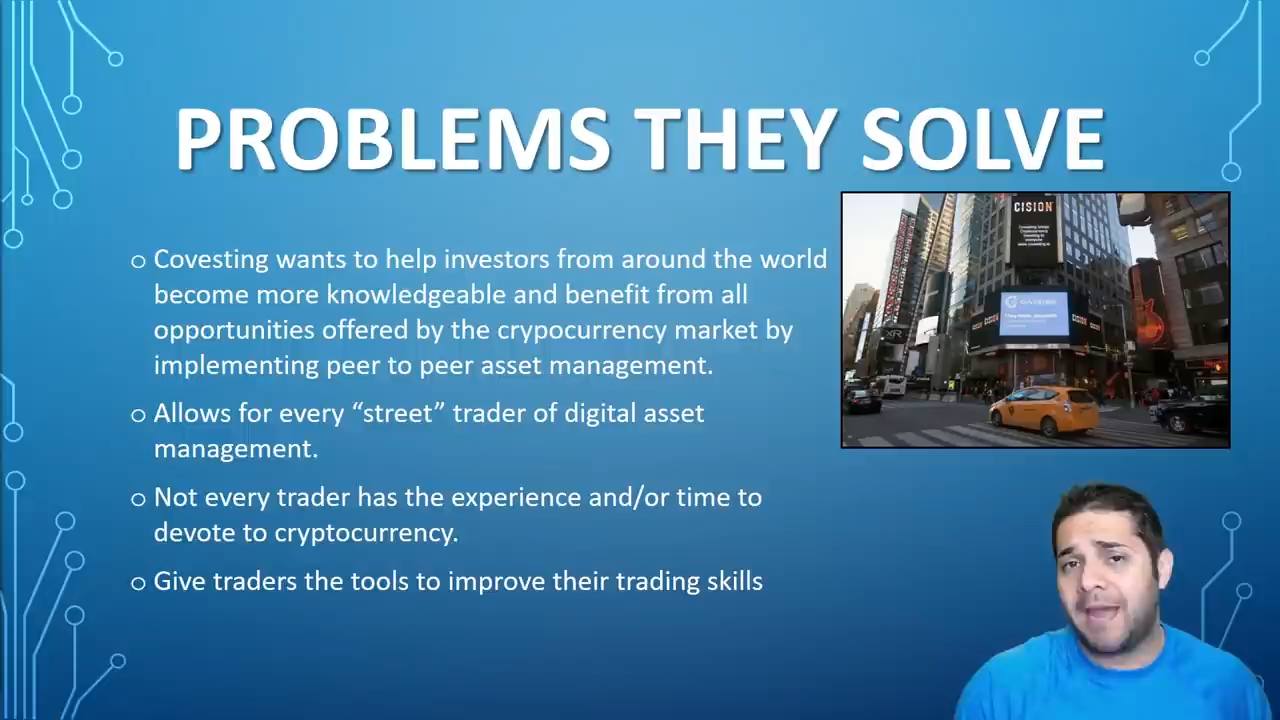 PROBLEMS THEY SOLVE
o Covesting wants to help investors from around the world
become more knowledgeable and benefit from all
opportunities offered by the crypocurrency market by
implementing peer to peer asset management.
o Allows for every “street” trader of digital asset
management.
o Not every trader has the experience and/or time to
devote to cryptocurrency.
o Give traders the tools to improve their trading skills
CISION
CISION
CISION